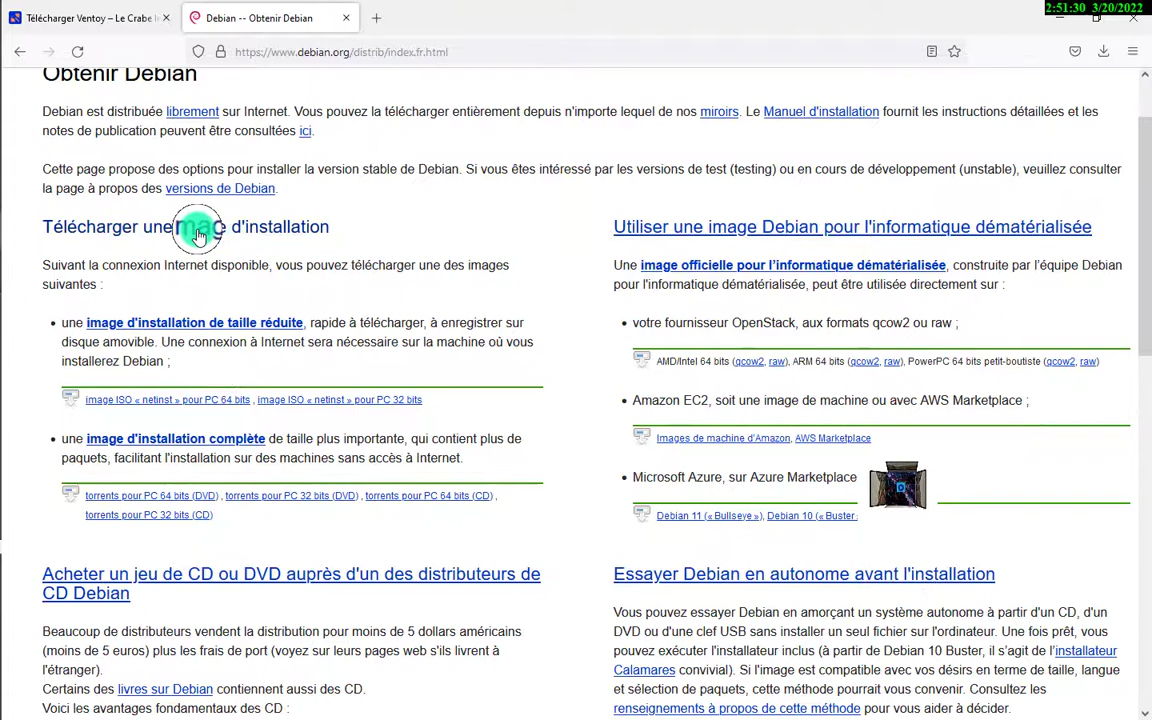 2:51:30 3/20/2022
Télécharger Ventoy – Le Crabe
Debian -- Obtenir Debian
https://www.debian.org/distrib/index.fr.html
Obtenir Debian
Debian est distribuée librement sur Internet. Vous pouvez la télécharger entièrement depuis n'importe lequel de nos miroirs. Le Manuel d'installation fournit les instructions détaillées et les
notes de publication peuvent être consultées ici.
Cette page propose des options pour installer la version stable de Debian. Si vous êtes intéressé par les versions de test (testing) ou en cours de développement (unstable), veuillez consulter
la page à propos des versions de Debian.
Télécharger une image d'installation
Suivant la connexion Internet disponible, vous pouvez télécharger une des images
suivantes :
• une image d'installation de taille réduite, rapide à télécharger, à enregistrer sur
disque amovible. Une connexion à Internet sera nécessaire sur la machine où vous
installerez Debian ;
image ISO « netinst » pour PC 64 bits , image ISO « netinst » pour PC 32 bits
• une image d'installation complète de taille plus importante, qui contient plus de
paquets, facilitant l'installation sur des machines sans accès à Internet.
torrents pour PC 64 bits (DVD) , torrents pour PC 32 bits (DVD) , torrents pour PC 64 bits (CD) ,
torrents pour PC 32 bits (CD)
Acheter un jeu de CD ou DVD auprès d'un des distributeurs de
CD Debian
Beaucoup de distributeurs vendent la distribution pour moins de 5 dollars américains
(moins de 5 euros) plus les frais de port (voyez sur leurs pages web s'ils livrent à
l'étranger).
Certains des livres sur Debian contiennent aussi des CD.
Voici les avantages fondamentaux des CD :
Utiliser une image Debian pour l'informatique dématérialisée
Une image officielle pour l’informatique dématérialisée, construite par l’équipe Debian
pour l'informatique dématérialisée, peut être utilisée directement sur :
• votre fournisseur OpenStack, aux formats qcow2 ou raw ;
AMD/Intel 64 bits (qcow2, raw), ARM 64 bits (qcow2, raw), PowerPC 64 bits petit-boutiste (qcow2, raw)
• Amazon EC2, soit une image de machine ou avec AWS Marketplace ;
Images de machine d'Amazon, AWS Marketplace
• Microsoft Azure, sur Azure Marketplace
Debian 11 (« Bullseye »), Debian 10 (« Buster
Essayer Debian en autonome avant l'installation
Vous pouvez essayer Debian en amorçant un système autonome à partir d'un CD, d'un
DVD ou d'une clef USB sans installer un seul fichier sur l'ordinateur. Une fois prêt, vous
pouvez exécuter l'installateur inclus (à partir de Debian 10 Buster, il s’agit de l’installateur
Calamares convivial). Si l'image est compatible avec vos désirs en terme de taille, langue
et sélection de paquets, cette méthode pourrait vous convenir. Consultez les
renseignements à propos de cette méthode pour vous aider à décider.